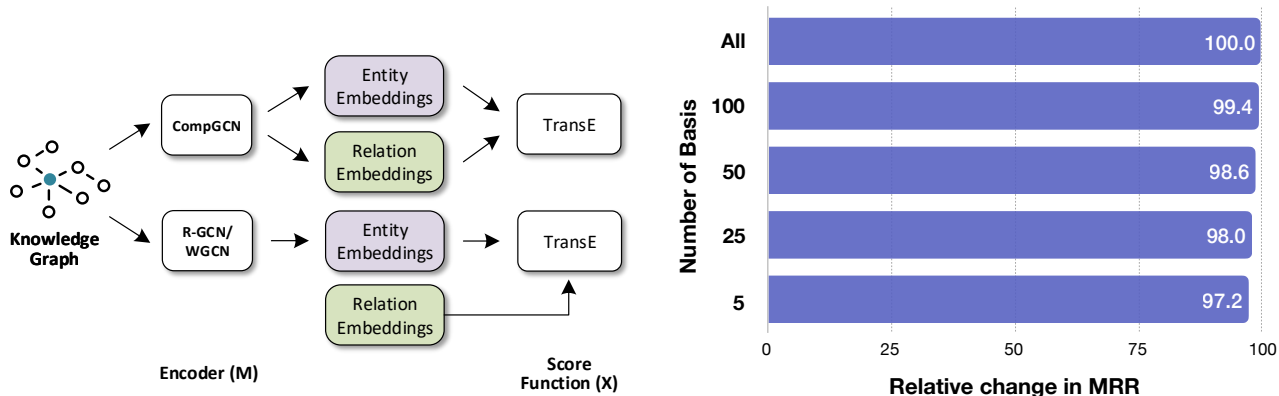 Knowledge
Graph
CompGCN
R-GCN/
WGCN
Encoder (M)
Entity
Embeddings
Relation
Embeddings
Entity
Embeddings
Relation
Embeddings
TransE
TransE
Score
Function (X)
Number of Basis
All
100.0
100
99.4
50
98.6
25
98.0
5
97.2
0
25
50
75
100
Relative change in MRR